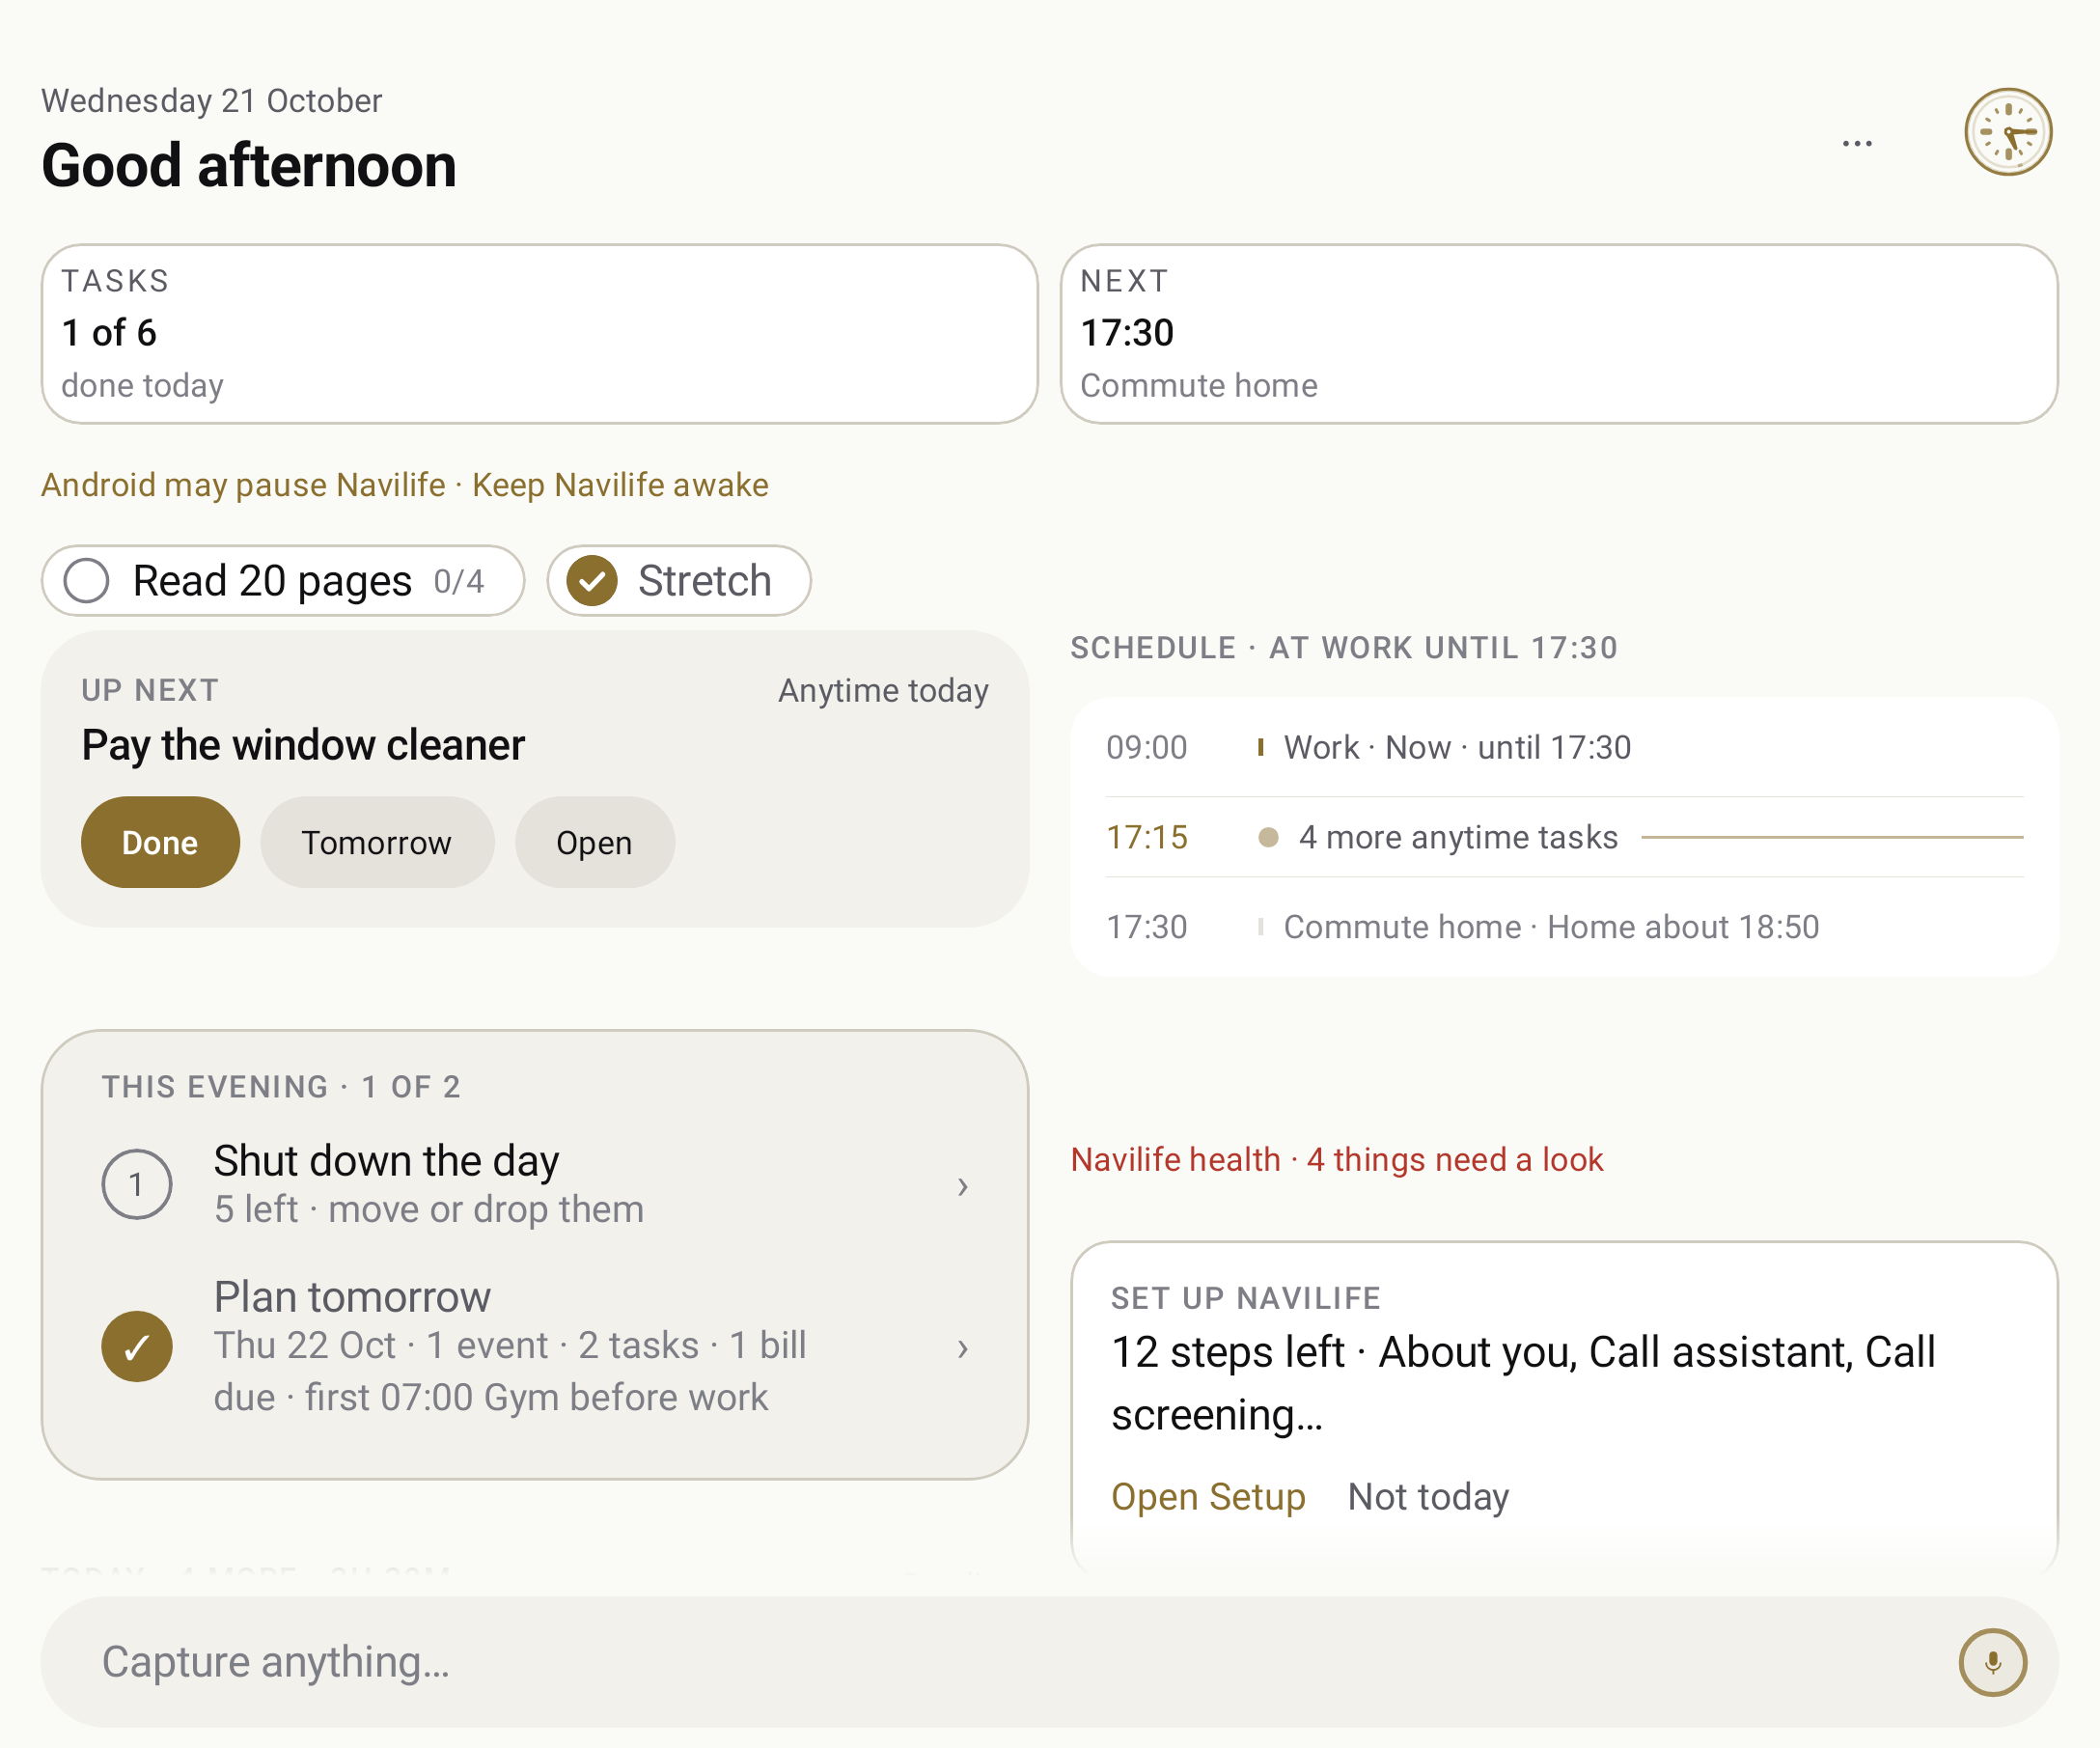 Wednesday 21 October
Good afternoon
...
TASKS
1 of 6
done today
NEXT
17:30
Commute home
Android may pause Navilife · Keep Navilife awake
Read 20 pages 0/4
Stretch
UP NEXT
Anytime today
Pay the window cleaner
Done
Tomorrow
Open
SCHEDULE · AT WORK UNTIL 17:30
09:00 Work · Now · until 17:30
17:15 4 more anytime tasks
17:30 Commute home · Home about 18:50
THIS EVENING · 1 OF 2
1
Shut down the day
5 left · move or drop them
›
Plan tomorrow
Thu 22 Oct · 1 event · 2 tasks · 1 bill
due · first 07:00 Gym before work
›
Navilife health · 4 things need a look
SET UP NAVILIFE
12 steps left · About you, Call assistant, Call
screening…
Open Setup
Not today
Capture anything…